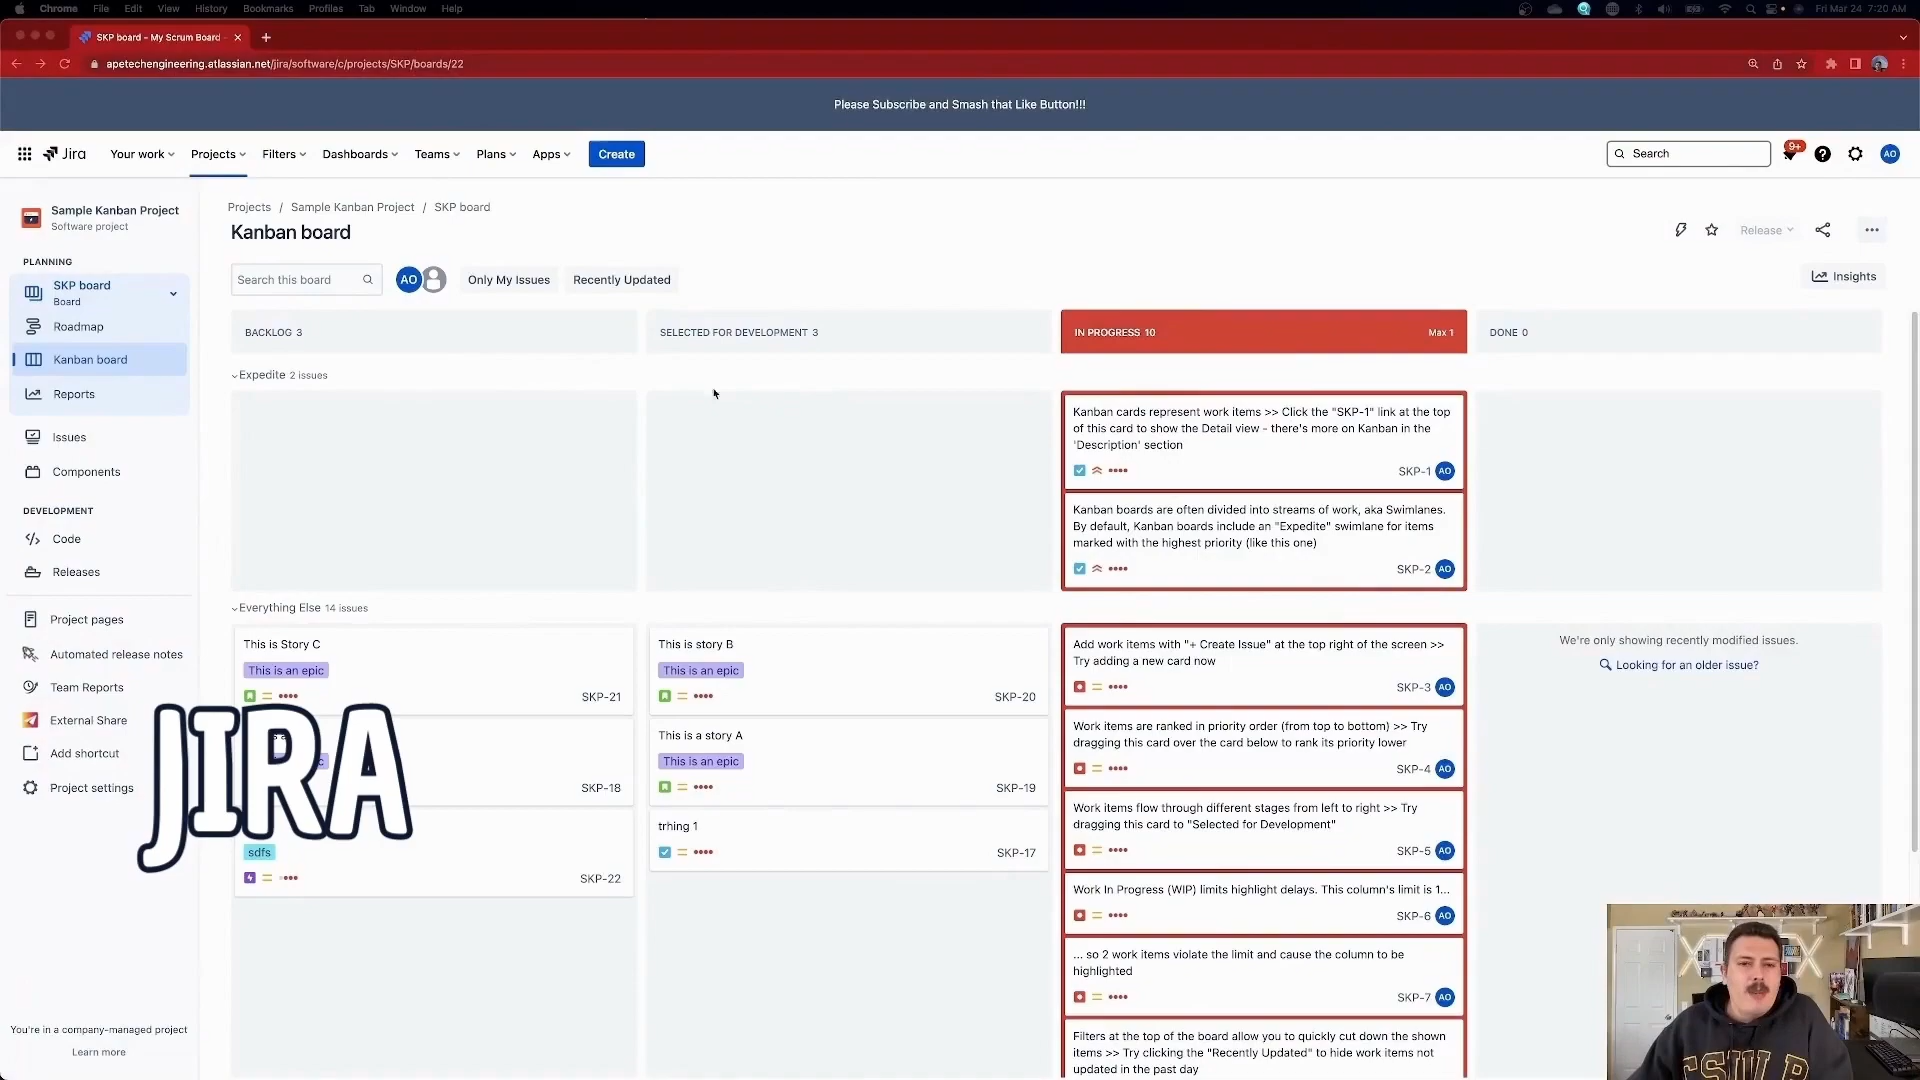 Chrome File Edit View History Bookmarks Profiles Tab Window Help Fri Mar 24 7:20 AM
SKP board - My Scrum Board
apetechengineering.atlassian.net/jira/software/c/projects/SKP/boards/22
Please Subscribe and Smash that Like Button!!!
Jira Your work Projects Filters Dashboards Teams Plans Apps Create Search 9+ AO
Sample Kanban Project
Software project
PLANNING
SKP board
Board
Roadmap
Kanban board
Reports
Issues
Components
DEVELOPMENT
Code
Releases
Project pages
Automated release notes
Team Reports
External Share
Add shortcut
Project settings
You're in a company-managed project
Learn more
Projects / Sample Kanban Project / SKP board
Kanban board
Release
Search this board AO Only My Issues Recently Updated
Insights
BACKLOG 3
SELECTED FOR DEVELOPMENT 3
IN PROGRESS 10 Max 1
DONE 0
Expedite 2 issues
Kanban cards represent work items >> Click the "SKP-1" link at the top
of this card to show the Detail view - there's more on Kanban in the
'Description' section
SKP-1 AO
Kanban boards are often divided into streams of work, aka Swimlanes.
By default, Kanban boards include an "Expedite" swimlane for items
marked with the highest priority (like this one)
SKP-2 AO
Everything Else 14 issues
This is Story C
This is an epic
SKP-21
SKP-18
sdfs
SKP-22
JIRA
This is story B
This is an epic
SKP-20
This is a story A
This is an epic
SKP-19
trhing 1
SKP-17
Add work items with "+ Create Issue" at the top right of the screen >>
Try adding a new card now
SKP-3 AO
Work items are ranked in priority order (from top to bottom) >> Try
dragging this card over the card below to rank its priority lower
SKP-4 AO
Work items flow through different stages from left to right >> Try
dragging this card to "Selected for Development"
SKP-5 AO
Work In Progress (WIP) limits highlight delays. This column's limit is 1...
SKP-6 AO
... so 2 work items violate the limit and cause the column to be
highlighted
SKP-7 AO
Filters at the top of the board allow you to quickly cut down the shown
items >> Try clicking the "Recently Updated" to hide work items not
updated in the past day
We're only showing recently modified issues.
Looking for an older issue?